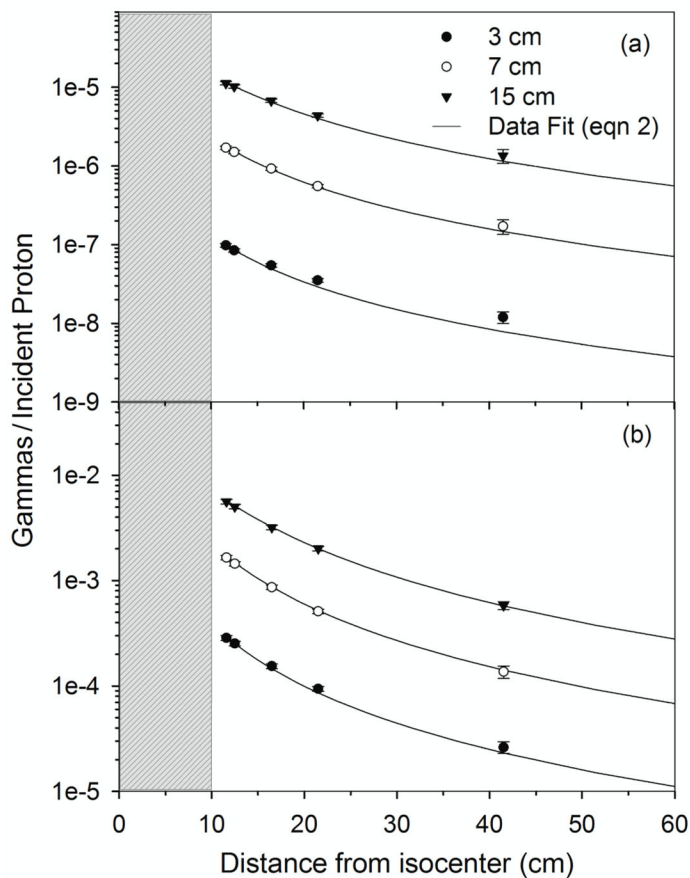 (a)
3 cm
7 cm
15 cm
Data Fit (eqn 2)
1e-5
1e-6
1e-7
1e-8
1e-9
Gammas / Incident Proton
(b)
1e-2
1e-3
1e-4
1e-5
0 10 20 30 40 50 60
Distance from isocenter (cm)